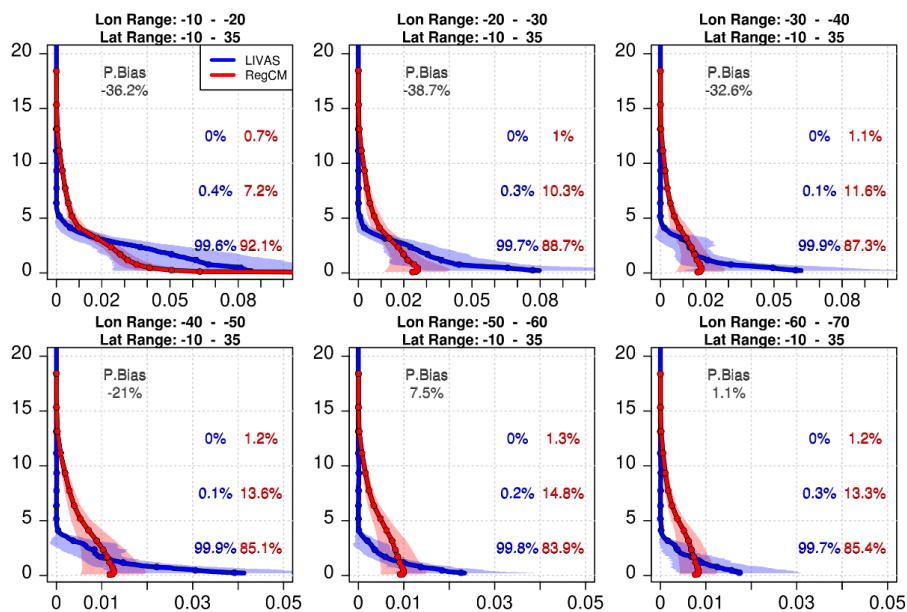 Lon Range: -10 - -20
Lat Range: -10 - 35
Lon Range: -20 - -30
Lat Range: -10 - 35
Lon Range: -30 - -40
Lat Range: -10 - 35
20
15
10
5
0
LIVAS
RegCM
P.Bias
-36.2%
0% 0.7%
0.4% 7.2%
99.6% 92.1%
0 0.02 0.05 0.08
20
15
10
5
0
P.Bias
-38.7%
0% 1%
0.3% 10.3%
99.7% 88.7%
0 0.02 0.05 0.08
20
15
10
5
0
P.Bias
-32.6%
0% 1.1%
0.1% 11.6%
99.9% 87.3%
0 0.02 0.05 0.08
Lon Range: -40 - -50
Lat Range: -10 - 35
Lon Range: -50 - -60
Lat Range: -10 - 35
Lon Range: -60 - -70
Lat Range: -10 - 35
20
15
10
5
0
P.Bias
-21%
0% 1.2%
0.1% 13.6%
99.9% 85.1%
0 0.01 0.03 0.05
20
15
10
5
0
P.Bias
7.5%
0% 1.3%
0.2% 14.8%
99.8% 83.9%
0 0.01 0.03 0.05
20
15
10
5
0
P.Bias
1.1%
0% 1.2%
0.3% 13.3%
99.7% 85.4%
0 0.01 0.03 0.05